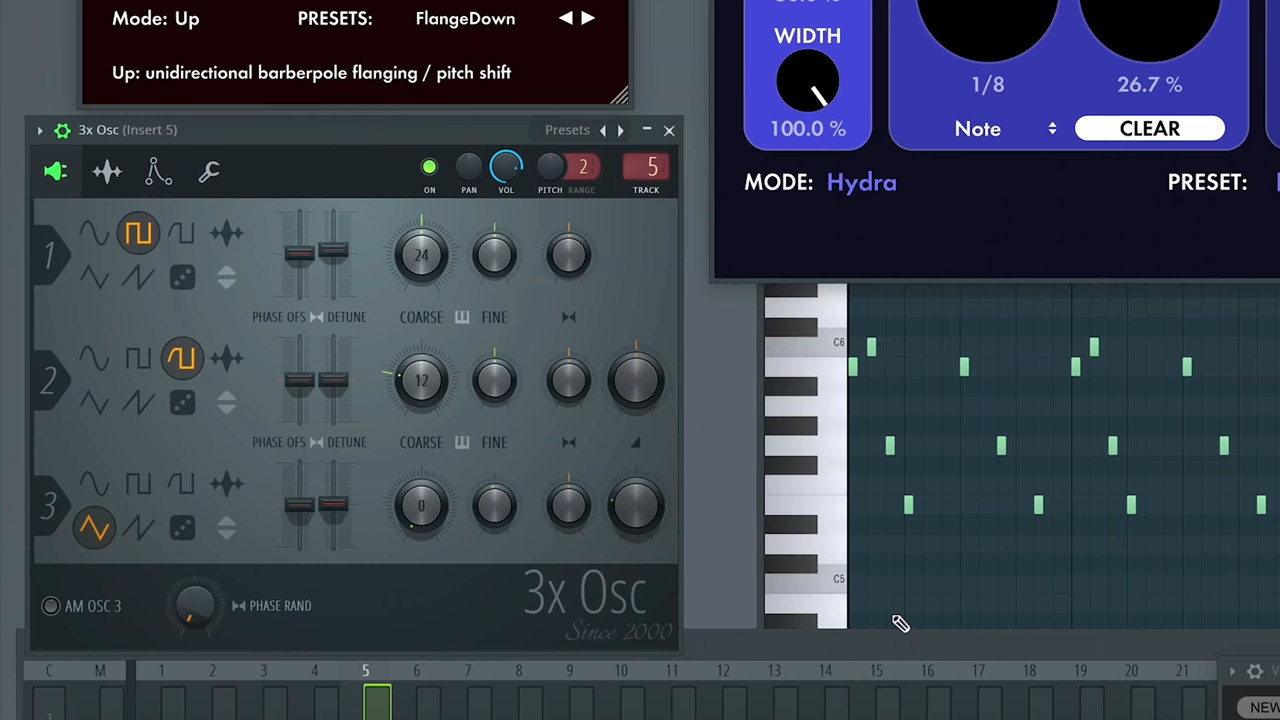 Mode: Up PRESETS: FlangeDown
Up: unidirectional barberpole flanging / pitch shift
WIDTH
100.0 %
1/8 26.7 %
Note CLEAR
MODE: Hydra PRESET:
3x Osc (Insert 5) Presets
ON PAN VOL PITCH RANGE 2 5 TRACK
1 24
PHASE OFS DETUNE COARSE FINE
2 12
PHASE OFS DETUNE COARSE FINE
3 0
AM OSC 3 PHASE RAND
3x Osc
Since 2000
C6
C5
C M 1 2 3 4 5 6 7 8 9 10 11 12 13 14 15 16 17 18 19 20 21
NEW